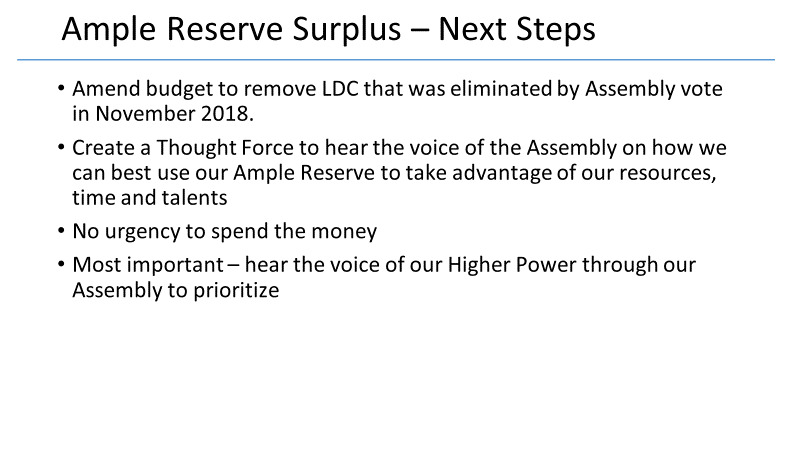 Ample Reserve Surplus – Next Steps
• Amend budget to remove LDC that was eliminated by Assembly vote
in November 2018.
• Create a Thought Force to hear the voice of the Assembly on how we
can best use our Ample Reserve to take advantage of our resources,
time and talents
• No urgency to spend the money
• Most important – hear the voice of our Higher Power through our
Assembly to prioritize